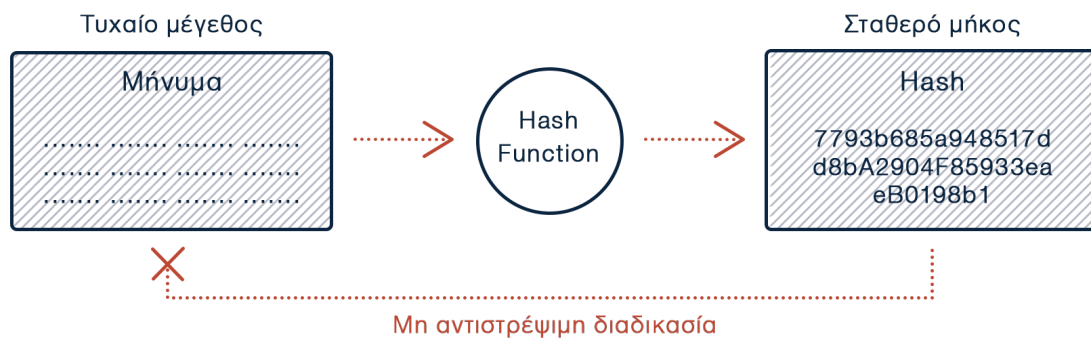 Τυχαίο μέγεθος
Μήνυμα
....... ....... ....... .......
....... ....... ....... .......
....... ....... ....... .......
Hash
Function
Σταθερό μήκος
Hash
7793b685a948517d
d8bA2904F85933ea
eB0198b1
Μη αντιστρέψιμη διαδικασία